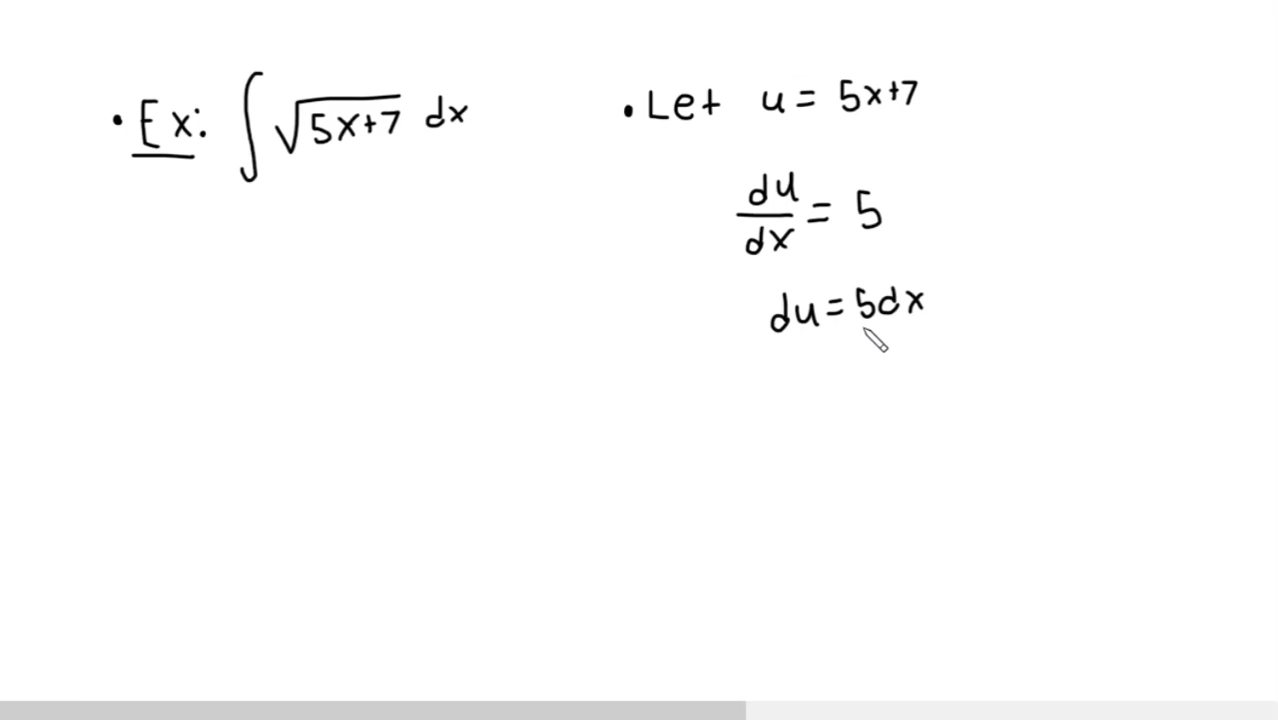 • Ex: ∫ √5x+7 dx
• Let u = 5x+7
du/dx = 5
du = 5dx